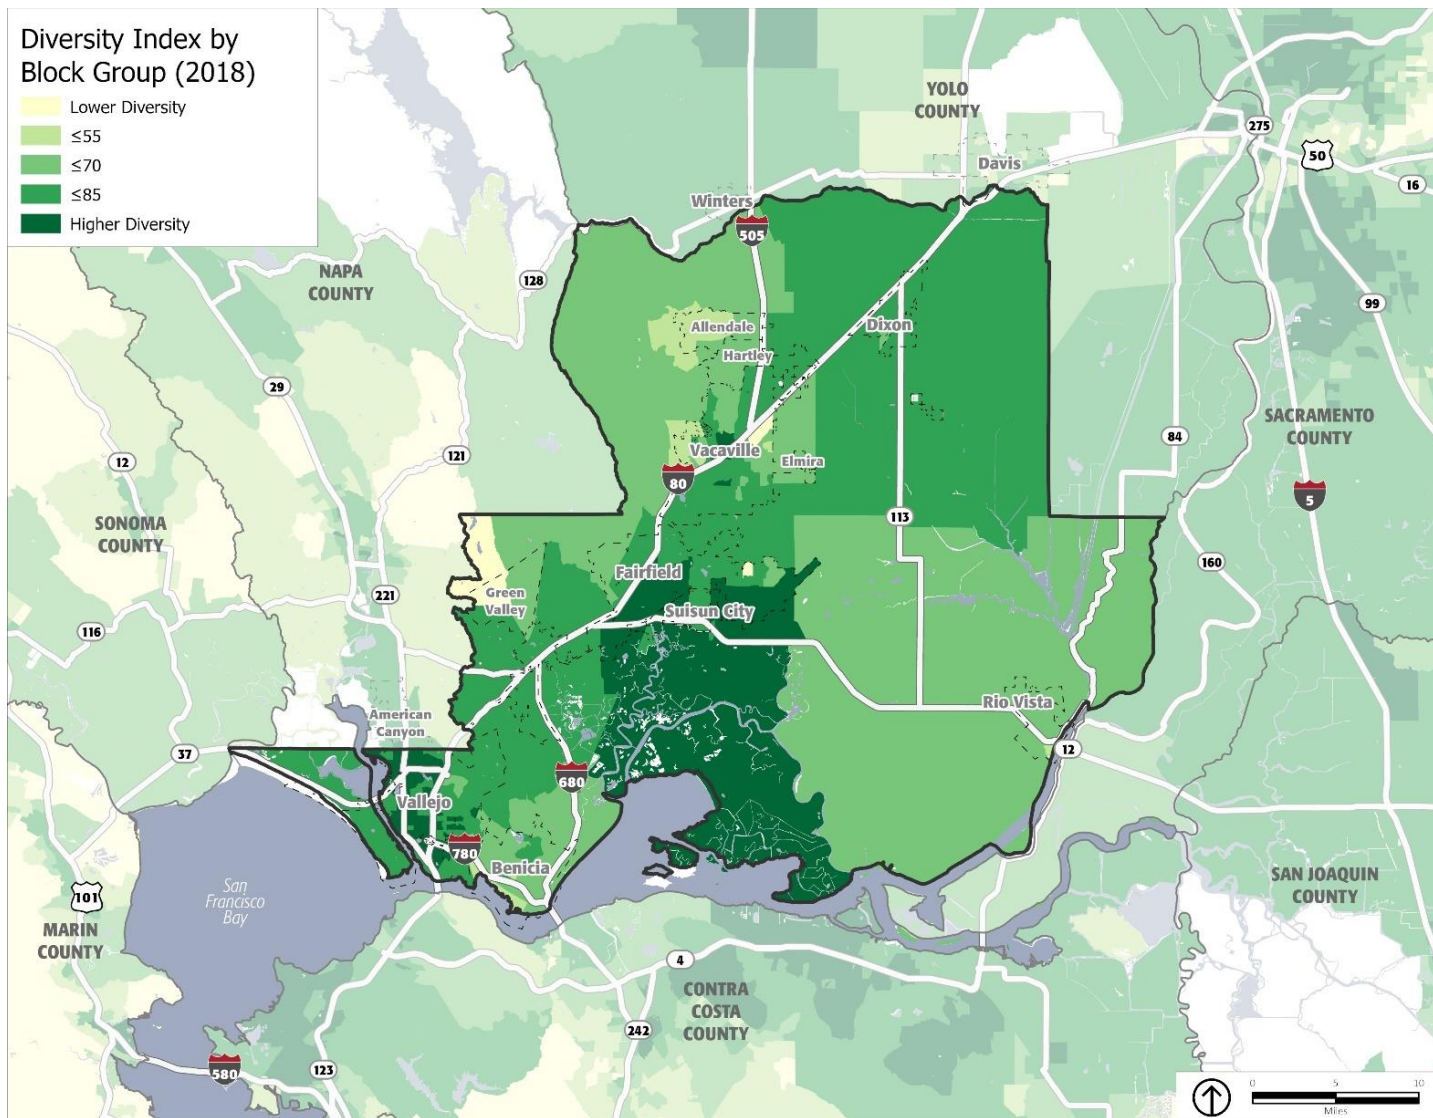 Diversity Index by
Block Group (2018)
Lower Diversity
≤55
≤70
≤85
Higher Diversity
YOLO
COUNTY
275
50
Davis
16
Winters
505
NAPA
COUNTY
128
99
Allendale
Dixon
Hartley
29
SACRAMENTO
COUNTY
84
12
121
Vacaville
Elmira
80
5
SONOMA
COUNTY
113
160
Fairfield
221
Green
Valley
Suisun City
116
Rio Vista
American
Canyon
37
12
680
Vallejo
780
Benicia
San
Francisco
Bay
101
MARIN
COUNTY
SAN JOAQUIN
COUNTY
4
CONTRA
COSTA
COUNTY
242
580
123
0 5 10
Miles